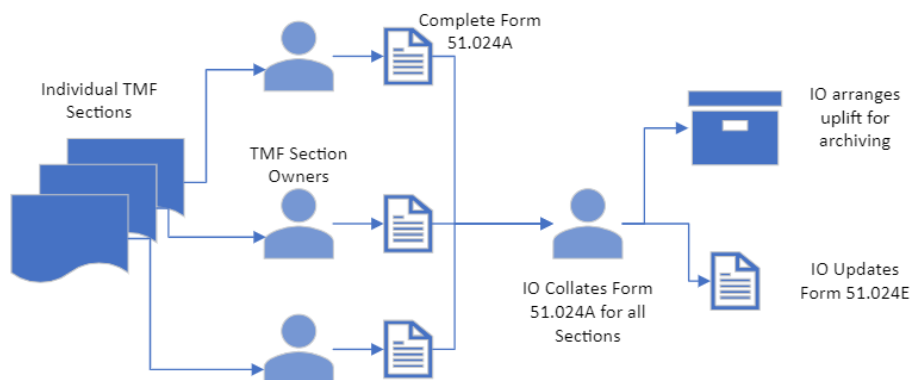 Complete Form
51.024A
Individual TMF
Sections
TMF Section
Owners
IO arranges
uplift for
archiving
IO Collates Form
51.024A for all
Sections
IO Updates
Form 51.024E